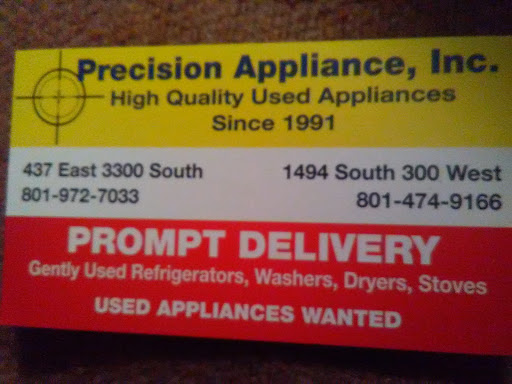 Precision Appliance, Inc.
High Quality Used Appliances
Since 1991
437 East 3300 South
801-972-7033
1494 South 300 West
801-474-9166
PROMPT DELIVERY
Gently Used Refrigerators, Washers, Dryers, Stoves
USED APPLIANCES WANTED